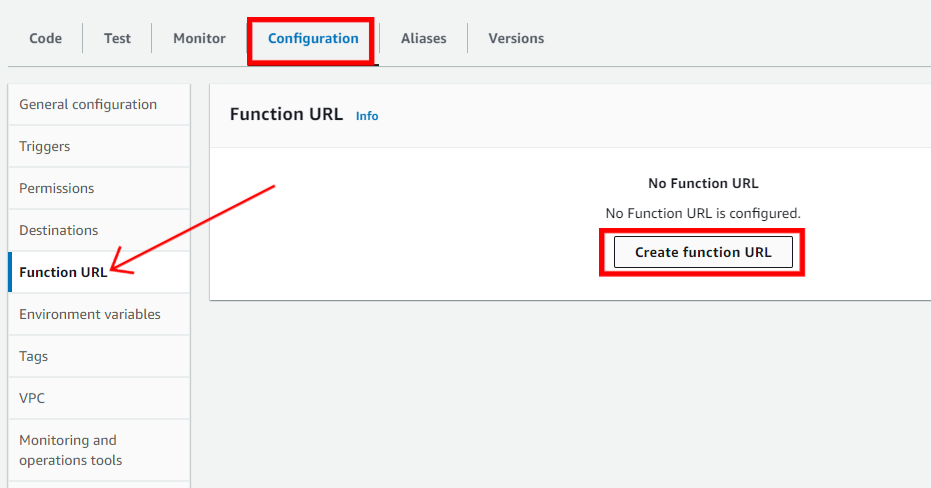 Code Test Monitor Configuration Aliases Versions
General configuration
Triggers
Permissions
Destinations
Function URL
Environment variables
Tags
VPC
Monitoring and
operations tools
Function URL Info
No Function URL
No Function URL is configured.
Create function URL